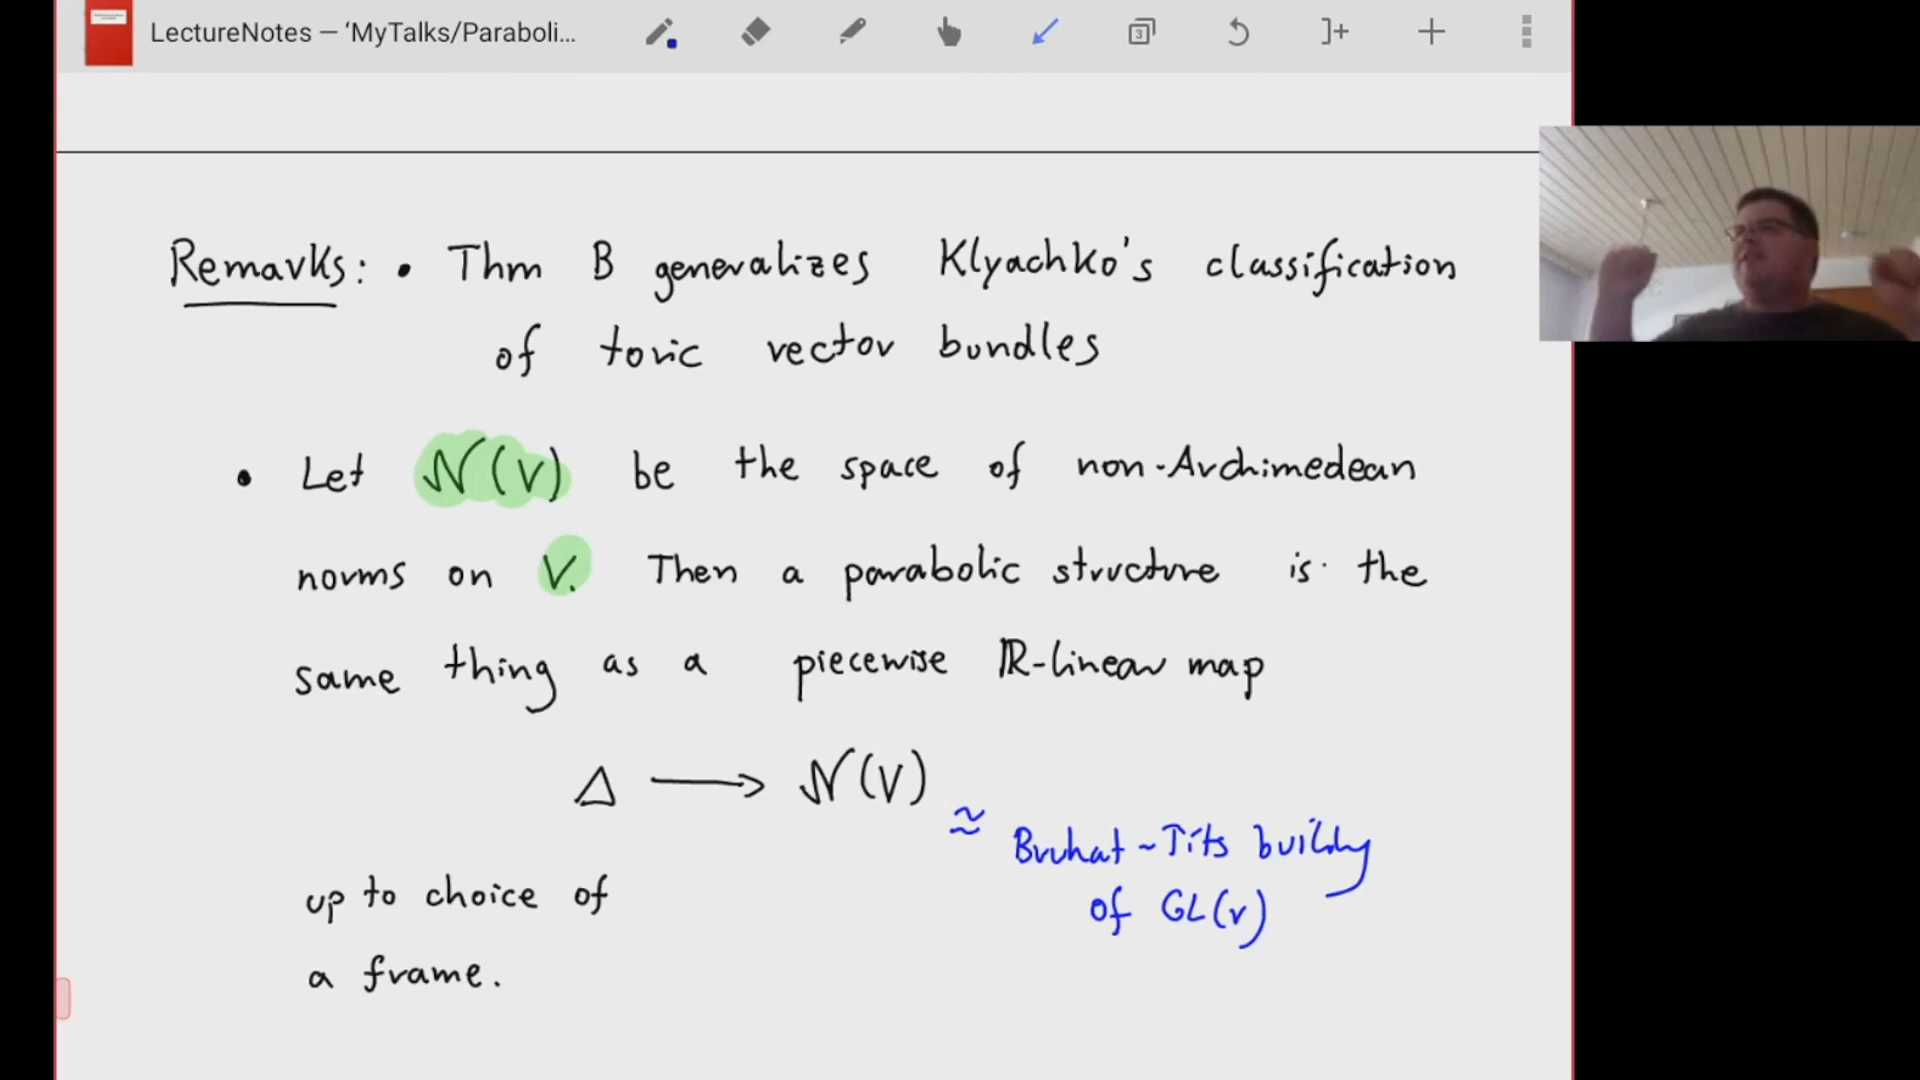 LectureNotes – ‘MyTalks/Paraboli...
3
Remarks: • Thm B generalizes Klyachko's classification
of toric vector bundles
• Let N(V) be the space of non-Archimedean
norms on V. Then a parabolic structure is the
same thing as a piecewise ℝ-linear map
Δ ⟶ N(V)
≈ Bruhat-Tits building
of GL(V)
up to choice of
a frame.